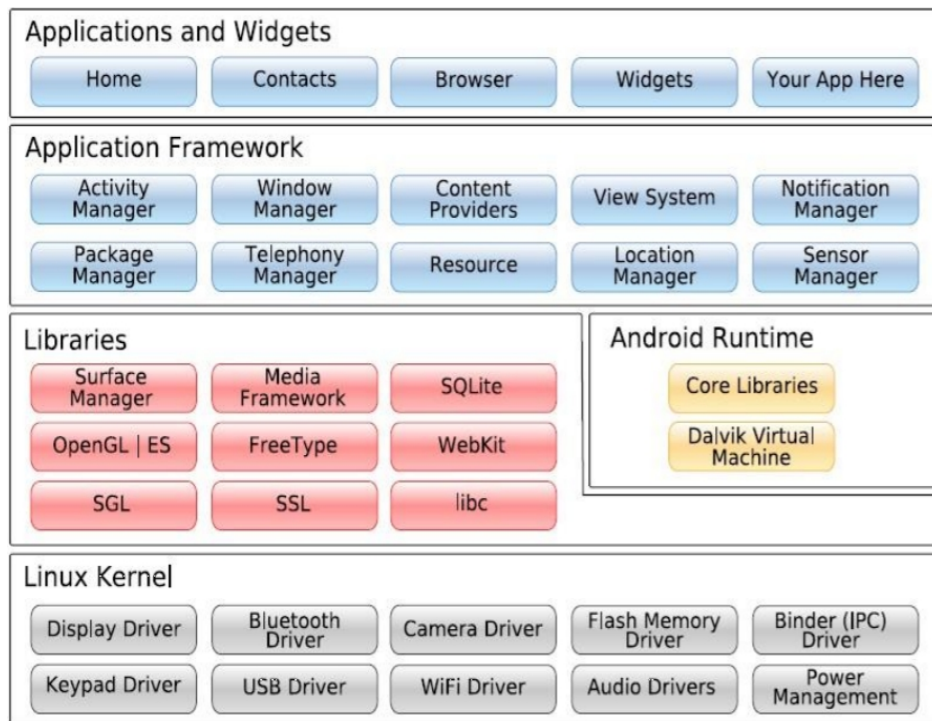 Applications and Widgets
Home
Contacts
Browser
Widgets
Your App Here
Application Framework
Activity
Manager
Window
Manager
Content
Providers
View System
Notification
Manager
Package
Manager
Telephony
Manager
Resource
Location
Manager
Sensor
Manager
Libraries
Surface
Manager
Media
Framework
SQLite
OpenGL | ES
FreeType
WebKit
SGL
SSL
libc
Android Runtime
Core Libraries
Dalvik Virtual
Machine
Linux Kernel
Display Driver
Bluetooth
Driver
Camera Driver
Flash Memory
Driver
Binder (IPC)
Driver
Keypad Driver
USB Driver
WiFi Driver
Audio Drivers
Power
Management